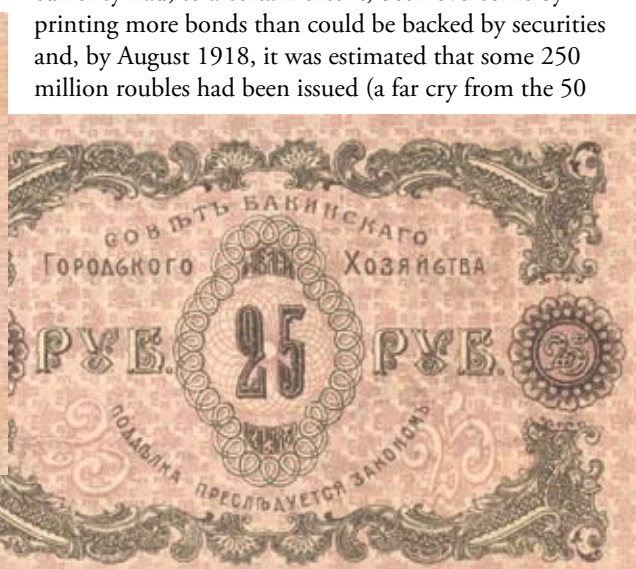 printing more bonds than could be backed by securities
and, by August 1918, it was estimated that some 250
million roubles had been issued (a far cry from the 50
СОВѢТЪ БАКИНСКАГО
ГОРОДСКОГО ХОЗЯЙСТВА
РУБ. 25 РУБ. 25
ПОДДѢЛКА ПРЕСЛѢДУЕТСЯ ЗАКОНОМЪ